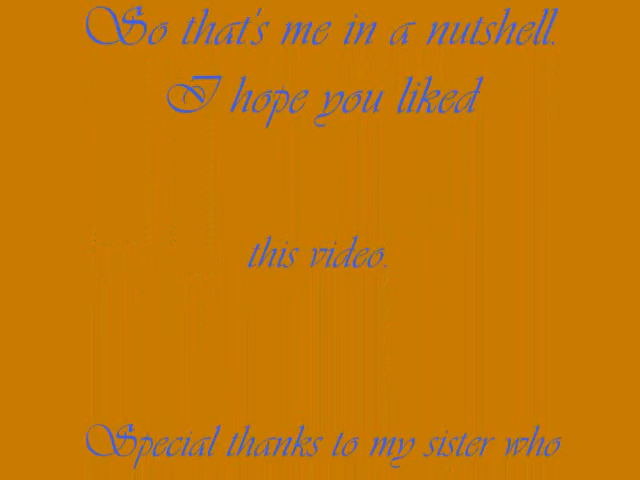 So that's me in a nutshell.
I hope you liked
this video.
Special thanks to my sister who